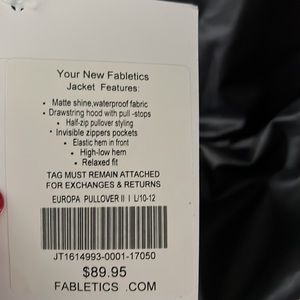 Your New Fabletics
Jacket Features:
• Matte shine,waterproof fabric
• Drawstring hood with pull -stops
• Half-zip pullover styling
• Invisible zippers pockets
• Elastic hem in front
• High-low hem
• Relaxed fit
TAG MUST REMAIN ATTACHED
FOR EXCHANGES & RETURNS
EUROPA PULLOVER II I L/10-12
JT1614993-0001-17050
$89.95
FABLETICS .COM